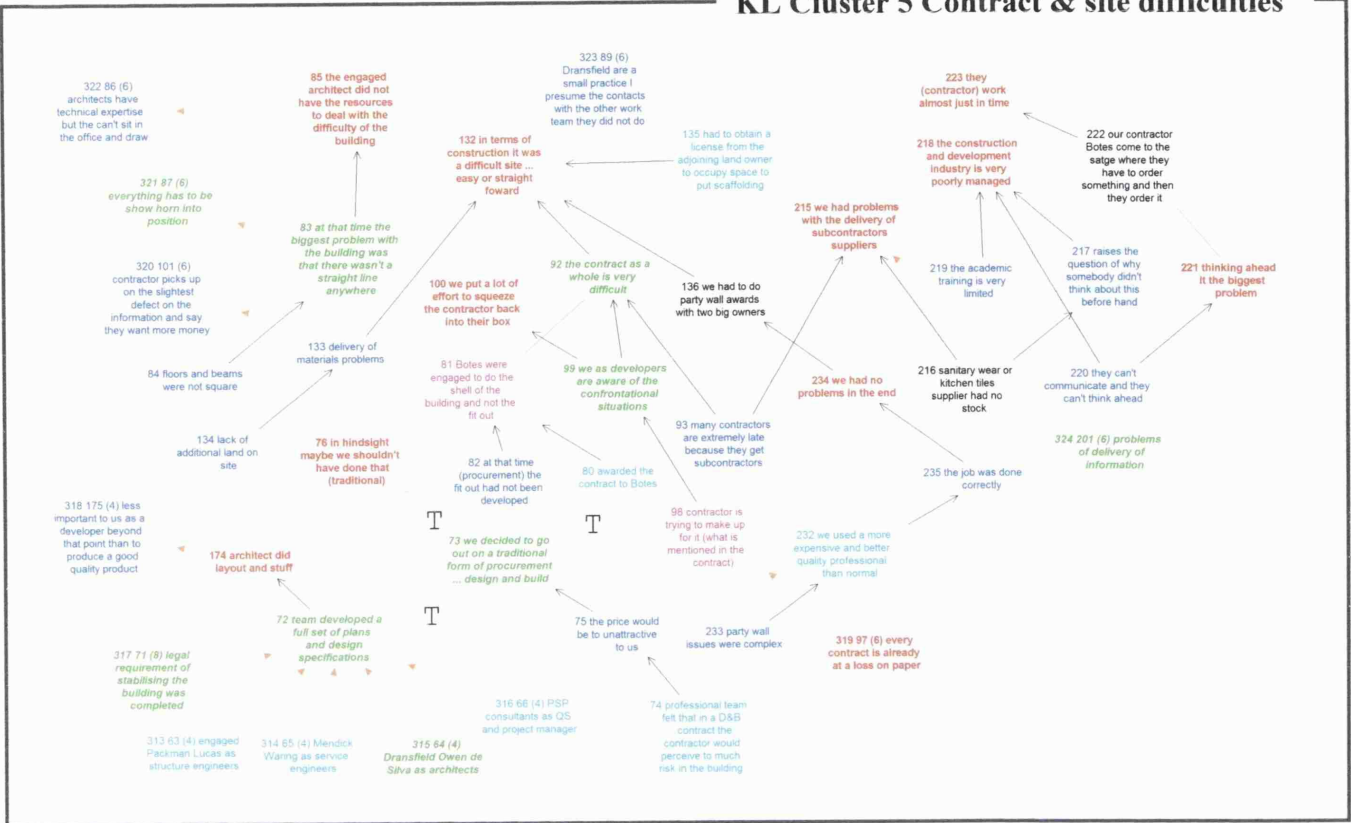 KL Cluster 5 Contract & site difficulties
322 86 (6)
architects have
technical expertise
but the can't sit in
the office and draw
85 the engaged
architect did not
have the resources
to deal with the
difficulty of the
building
323 89 (6)
Dransfield are a
small practice I
presume the contacts
with the other work
team they did not do
223 they
(contractor) work
almost just in time
132 in terms of
construction it was
a difficult site ...
easy or straight
foward
135 had to obtain a
license from the
adjoining land owner
to occupy space to
put scaffolding
218 the construction
and development
industry is very
poorly managed
222 our contractor
Botes come to the
satge where they
have to order
something and then
they order it
321 87 (6)
everything has to be
show horn into
position
83 at that time the
biggest problem with
the building was
that there wasn't a
straight line
anywhere
215 we had problems
with the delivery of
subcontractors
suppliers
320 101 (6)
contractor picks up
on the slightest
defect on the
information and say
they want more money
92 the contract as a
whole is very
difficult
100 we put a lot of
effort to squeeze
the contractor back
into their box
136 we had to do
party wall awards
with two big owners
219 the academic
training is very
limited
217 raises the
question of why
somebody didn't
think about this
before hand
221 thinking ahead
it the biggest
problem
84 floors and beams
were not square
133 delivery of
materials problems
81 Botes were
engaged to do the
shell of the
building and not the
fit out
99 we as developers
are aware of the
confrontational
situations
234 we had no
problems in the end
216 sanitary wear or
kitchen tiles
supplier had no
stock
220 they can't
communicate and they
can't think ahead
134 lack of
additional land on
site
76 in hindsight
maybe we shouldn't
have done that
(traditional)
82 at that time
(procurement) the
fit out had not been
developed
80 awarded the
contract to Botes
93 many contractors
are extremely late
because they get
subcontractors
324 201 (6) problems
of delivery of
information
235 the job was done
correctly
318 175 (4) less
important to us as a
developer beyond
that point than to
produce a good
quality product
174 architect did
layout and stuff
T
T
73 we decided to go
out on a traditional
form of procurement
... design and build
98 contractor is
trying to make up
for it (what is
mentioned in the
contract)
232 we used a more
expensive and better
quality professional
than normal
72 team developed a
full set of plans
and design
specifications
T
75 the price would
be to unattractive
to us
233 party wall
issues were complex
319 97 (6) every
contract is already
at a loss on paper
317 71 (8) legal
requirement of
stabilising the
building was
completed
316 66 (4) PSP
consultants as QS
and project manager
74 professional team
felt that in a D&B
contract the
contractor would
perceive to much
risk in the building
313 63 (4) engaged
Packman Lucas as
structure engineers
314 65 (4) Mendick
Waring as service
engineers
315 64 (4)
Dransfield Owen de
Silva as architects